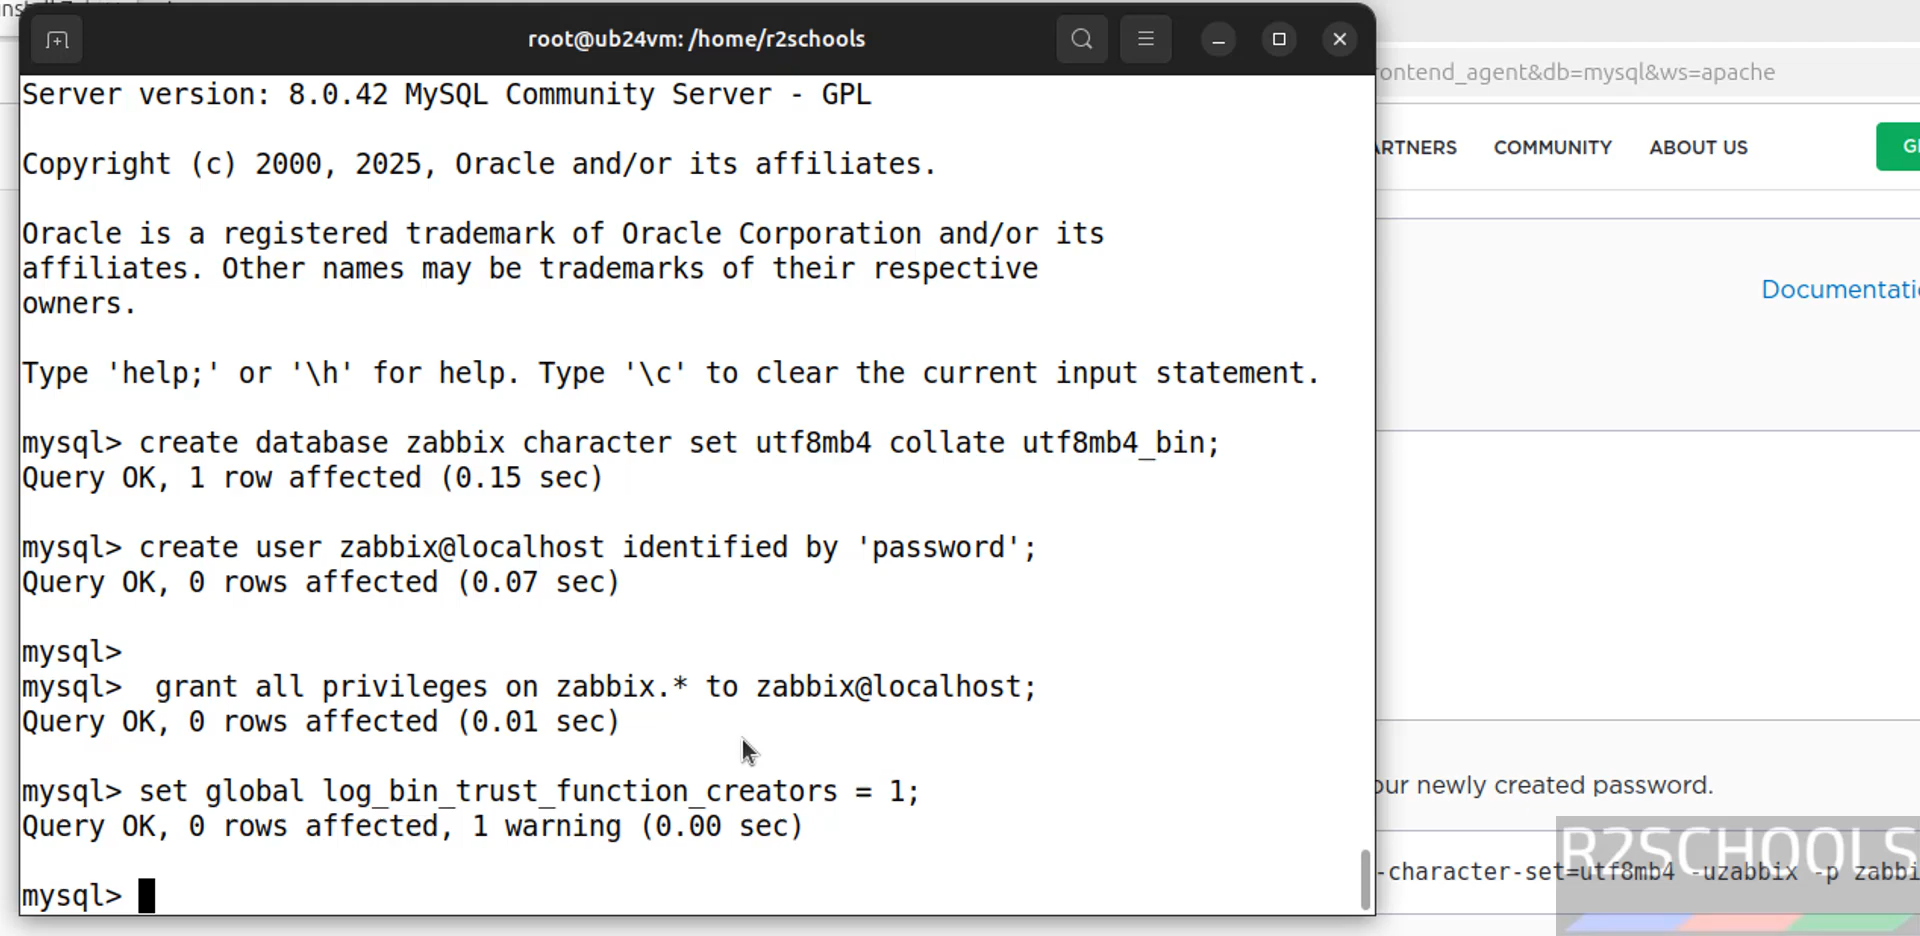 root@ub24vm: /home/r2schools
Server version: 8.0.42 MySQL Community Server - GPL
Copyright (c) 2000, 2025, Oracle and/or its affiliates.
Oracle is a registered trademark of Oracle Corporation and/or its
affiliates. Other names may be trademarks of their respective
owners.
Type 'help;' or '\h' for help. Type '\c' to clear the current input statement.
mysql> create database zabbix character set utf8mb4 collate utf8mb4_bin;
Query OK, 1 row affected (0.15 sec)
mysql> create user zabbix@localhost identified by 'password';
Query OK, 0 rows affected (0.07 sec)
mysql>
mysql>  grant all privileges on zabbix.* to zabbix@localhost;
Query OK, 0 rows affected (0.01 sec)
mysql> set global log_bin_trust_function_creators = 1;
Query OK, 0 rows affected, 1 warning (0.00 sec)
mysql>
ontend_agent&db=mysql&ws=apache
ARTNERS COMMUNITY ABOUT US
Documentati
our newly created password.
R2SCHOOLS
-character-set=utf8mb4 -uzabbix -p zabbi